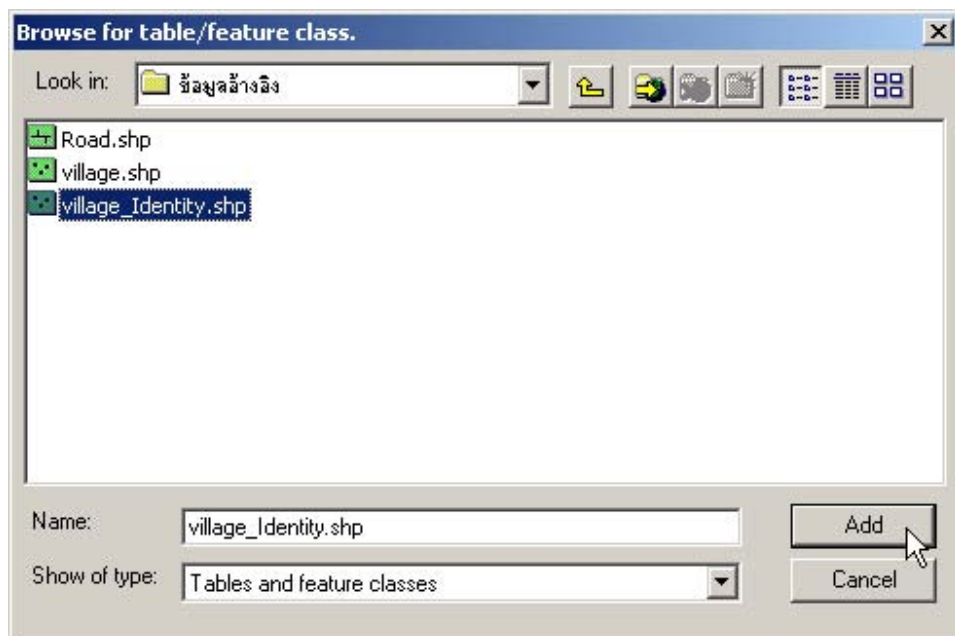 Browse for table/feature class.
Look in: ข้อมูลอ้างอิง
Road.shp
village.shp
village_Identity.shp
Name: village_Identity.shp Add
Show of type: Tables and feature classes Cancel